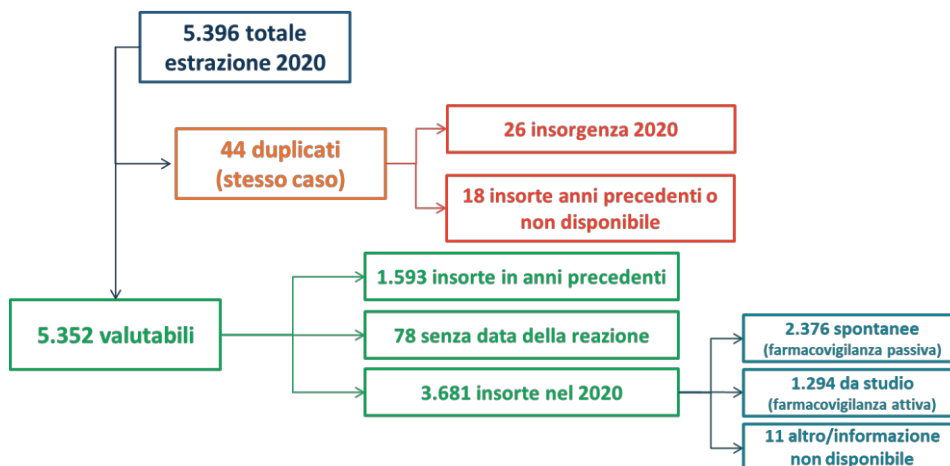 5.396 totale
estrazione 2020
44 duplicati
(stesso caso)
26 insorgenza 2020
18 insorte anni precedenti o
non disponibile
5.352 valutabili
1.593 insorte in anni precedenti
78 senza data della reazione
3.681 insorte nel 2020
2.376 spontanee
(farmacovigilanza passiva)
1.294 da studio
(farmacovigilanza attiva)
11 altro/informazione
non disponibile